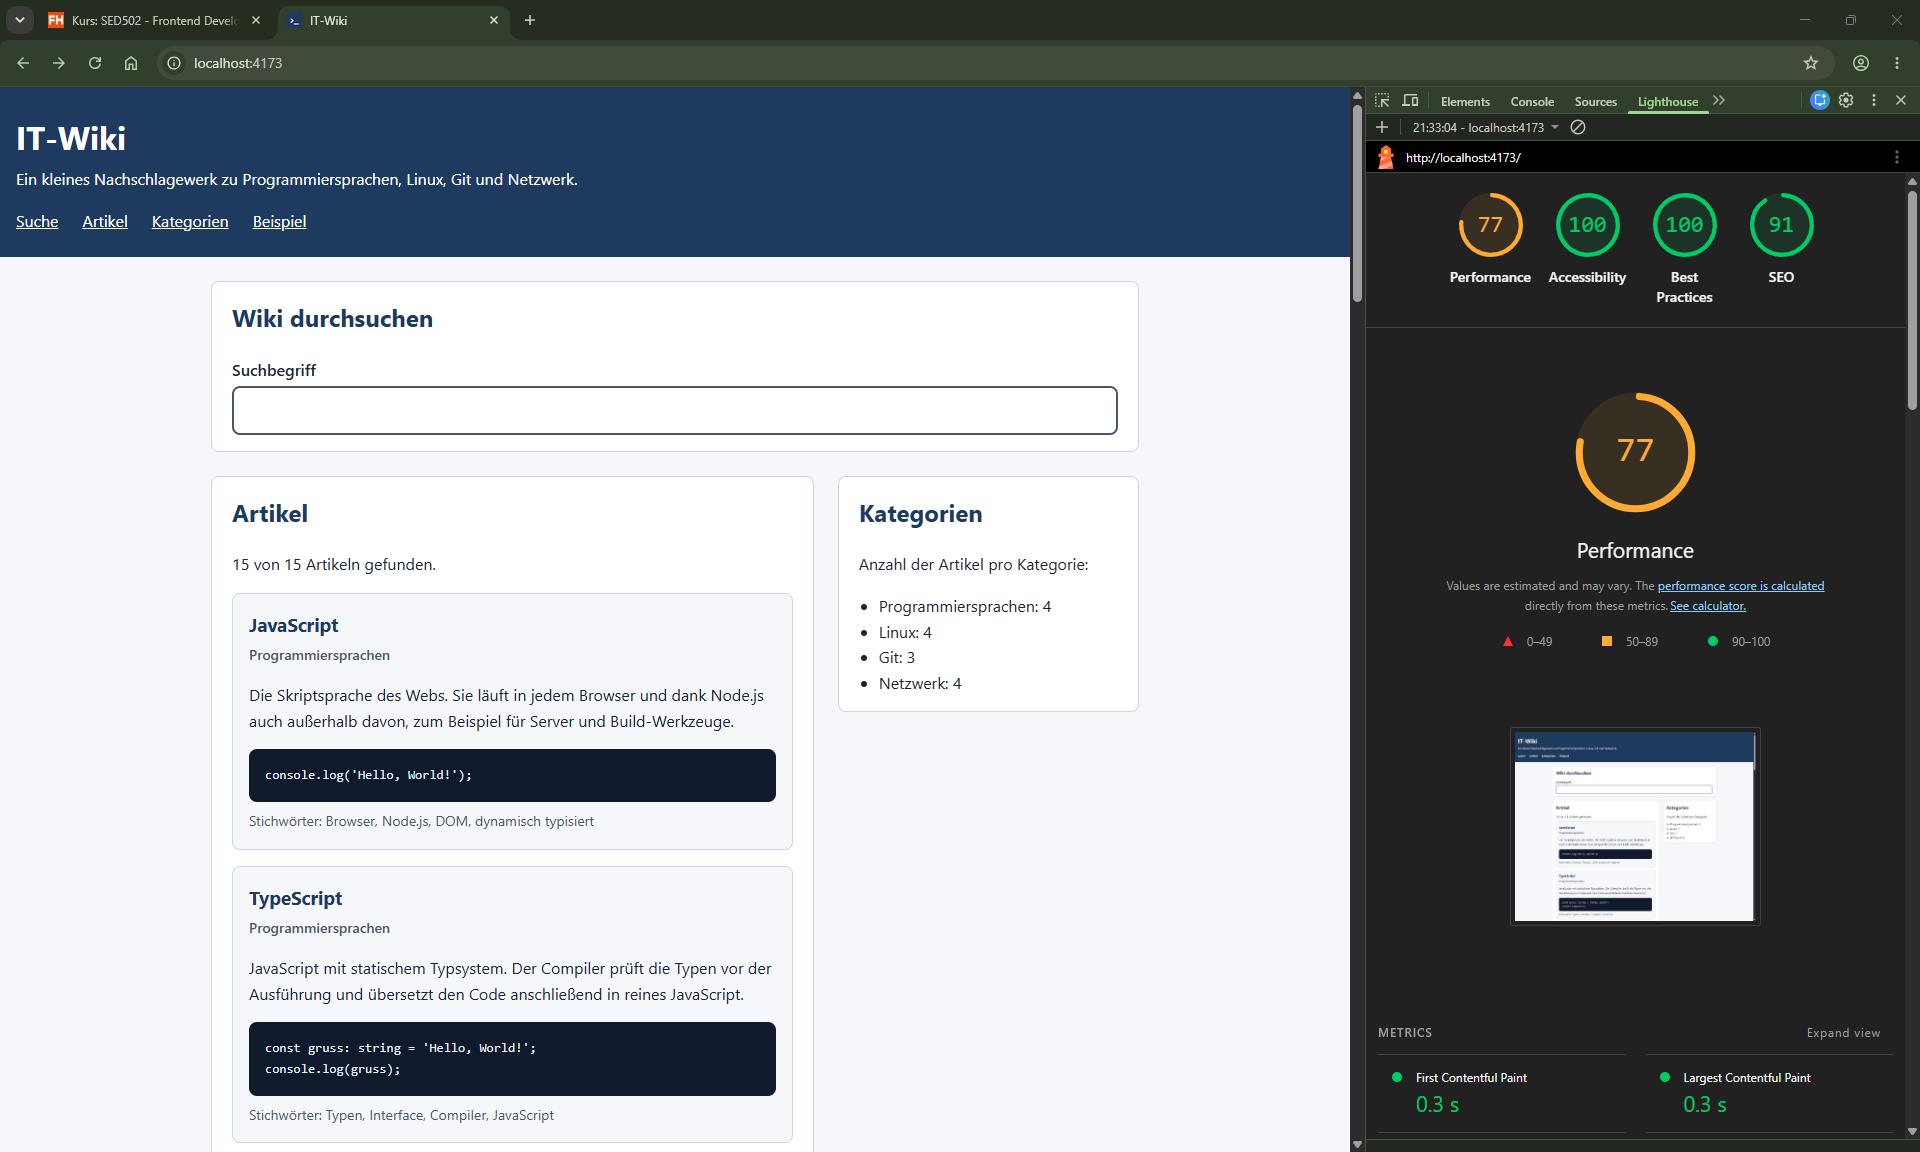 Kurs: SED502 - Frontend Develo
IT-Wiki
localhost:4173
IT-Wiki
Ein kleines Nachschlagewerk zu Programmiersprachen, Linux, Git und Netzwerk.
Suche Artikel Kategorien Beispiel
Wiki durchsuchen
Suchbegriff
Artikel
15 von 15 Artikeln gefunden.
JavaScript
Programmiersprachen
Die Skriptsprache des Webs. Sie läuft in jedem Browser und dank Node.js
auch außerhalb davon, zum Beispiel für Server und Build-Werkzeuge.
console.log('Hello, World!');
Stichwörter: Browser, Node.js, DOM, dynamisch typisiert
TypeScript
Programmiersprachen
JavaScript mit statischem Typsystem. Der Compiler prüft die Typen vor der
Ausführung und übersetzt den Code anschließend in reines JavaScript.
const gruss: string = 'Hello, World!';
console.log(gruss);
Stichwörter: Typen, Interface, Compiler, JavaScript
Kategorien
Anzahl der Artikel pro Kategorie:
Programmiersprachen: 4
Linux: 4
Git: 3
Netzwerk: 4
Elements Console Sources Lighthouse
21:33:04 - localhost:4173
http://localhost:4173/
77 100 100 91
Performance Accessibility Best Practices SEO
77
Performance
Values are estimated and may vary. The performance score is calculated
directly from these metrics. See calculator.
0–49 50–89 90–100
IT-Wiki
Wiki durchsuchen
Artikel
Kategorien
METRICS Expand view
First Contentful Paint
0.3 s
Largest Contentful Paint
0.3 s